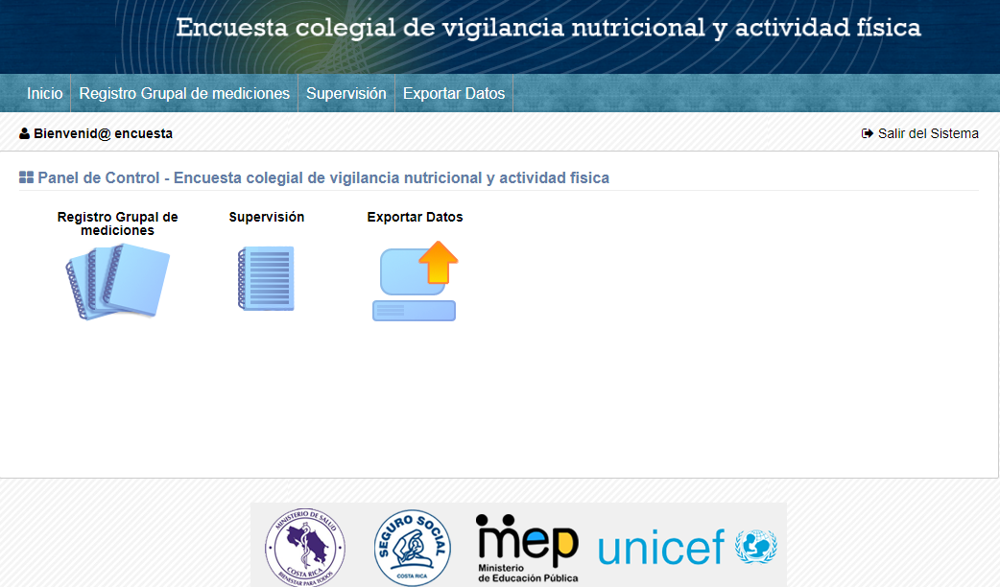 Encuesta colegial de vigilancia nutricional y actividad física
Inicio
Registro Grupal de mediciones
Supervisión
Exportar Datos
Bienvenid@ encuesta
Salir del Sistema
Panel de Control - Encuesta colegial de vigilancia nutricional y actividad fisica
Registro Grupal de
mediciones
Supervisión
Exportar Datos
MINISTERIO DE SALUD
COSTA RICA
BIENESTAR PARA TODOS
SEGURO SOCIAL
COSTA RICA
mep
Ministerio
de Educación Pública
unicef